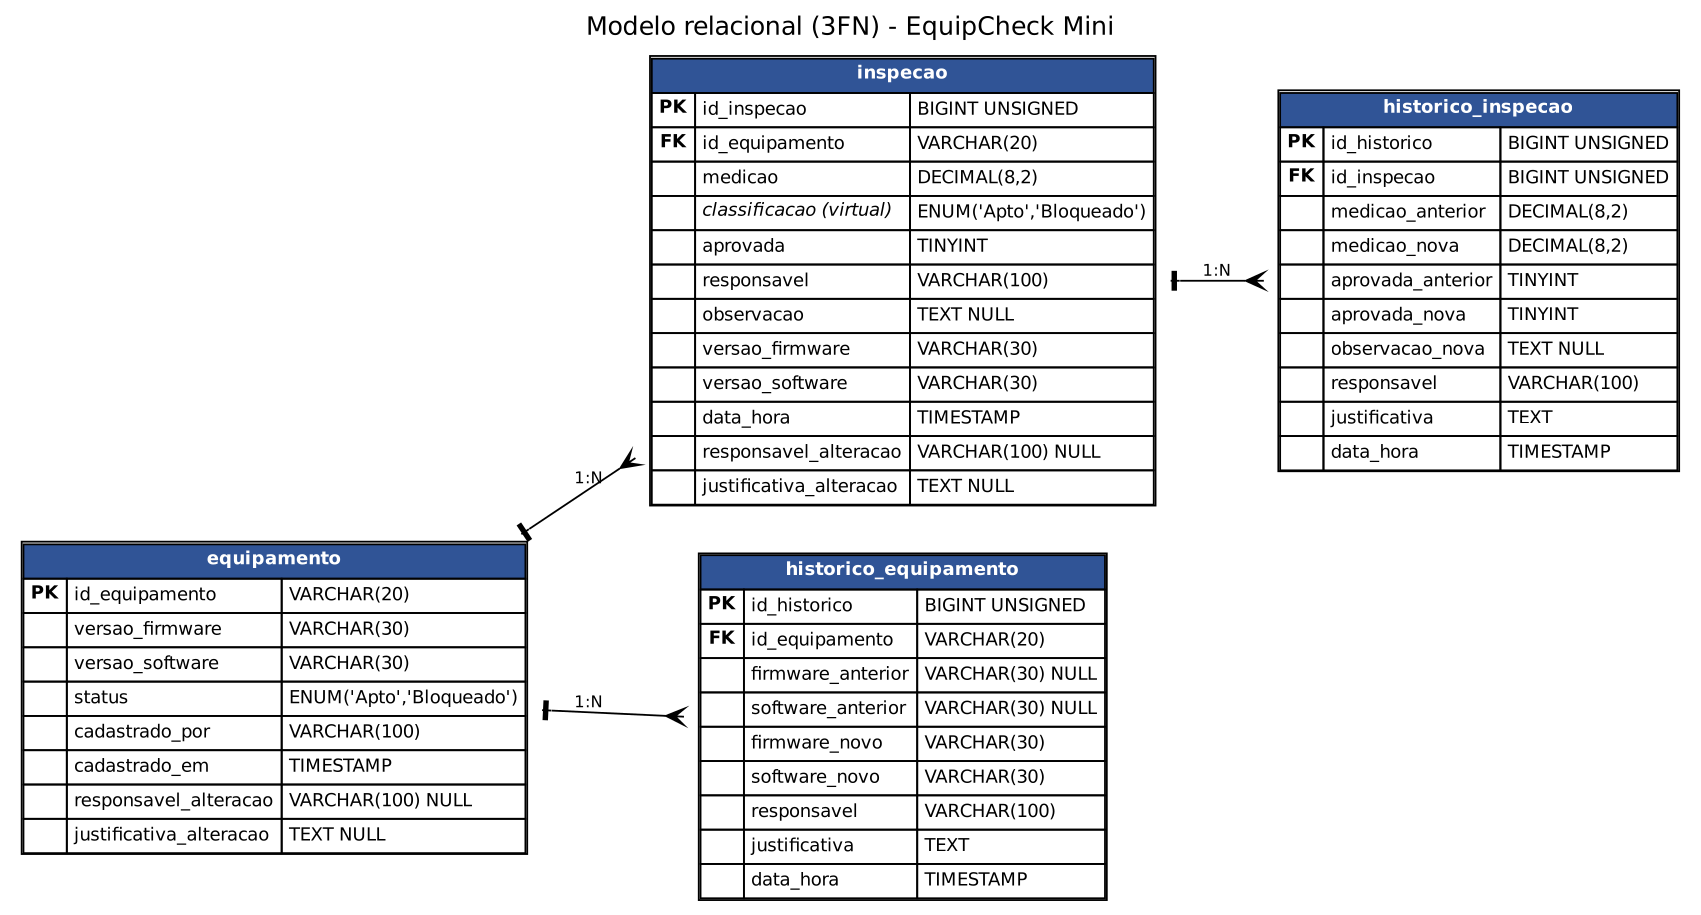 Modelo relacional (3FN) - EquipCheck Mini
inspecao
PK id_inspecao BIGINT UNSIGNED
FK id_equipamento VARCHAR(20)
medicao DECIMAL(8,2)
classificacao (virtual) ENUM('Apto','Bloqueado')
aprovada TINYINT
responsavel VARCHAR(100)
observacao TEXT NULL
versao_firmware VARCHAR(30)
versao_software VARCHAR(30)
data_hora TIMESTAMP
responsavel_alteracao VARCHAR(100) NULL
justificativa_alteracao TEXT NULL
1:N
historico_inspecao
PK id_historico BIGINT UNSIGNED
FK id_inspecao BIGINT UNSIGNED
medicao_anterior DECIMAL(8,2)
medicao_nova DECIMAL(8,2)
aprovada_anterior TINYINT
aprovada_nova TINYINT
observacao_nova TEXT NULL
responsavel VARCHAR(100)
justificativa TEXT
data_hora TIMESTAMP
1:N
equipamento
PK id_equipamento VARCHAR(20)
versao_firmware VARCHAR(30)
versao_software VARCHAR(30)
status ENUM('Apto','Bloqueado')
cadastrado_por VARCHAR(100)
cadastrado_em TIMESTAMP
responsavel_alteracao VARCHAR(100) NULL
justificativa_alteracao TEXT NULL
1:N
historico_equipamento
PK id_historico BIGINT UNSIGNED
FK id_equipamento VARCHAR(20)
firmware_anterior VARCHAR(30) NULL
software_anterior VARCHAR(30) NULL
firmware_novo VARCHAR(30)
software_novo VARCHAR(30)
responsavel VARCHAR(100)
justificativa TEXT
data_hora TIMESTAMP